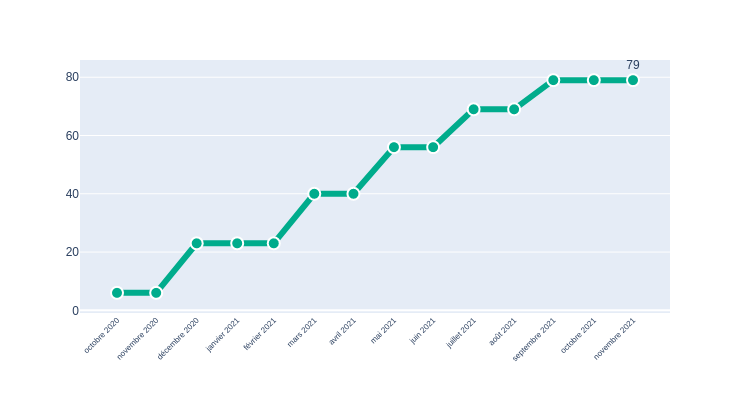 79
80
60
40
20
0
octobre 2020
novembre 2020
décembre 2020
janvier 2021
février 2021
mars 2021
avril 2021
mai 2021
juin 2021
juillet 2021
août 2021
septembre 2021
octobre 2021
novembre 2021